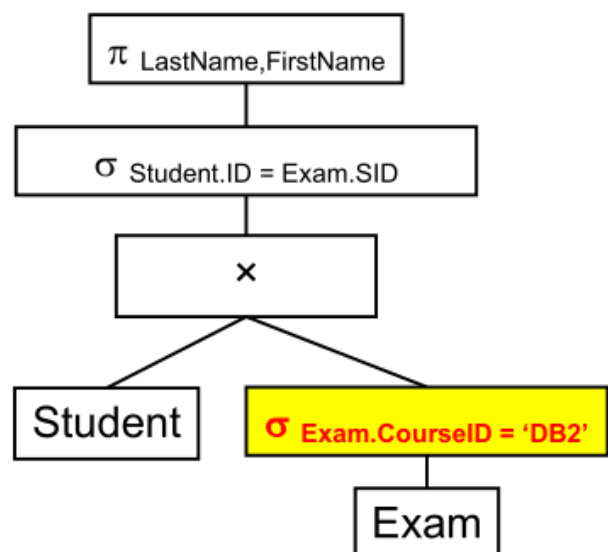 π LastName,FirstName
σ Student.ID = Exam.SID
×
Student
σ Exam.CourseID = ‘DB2’
Exam